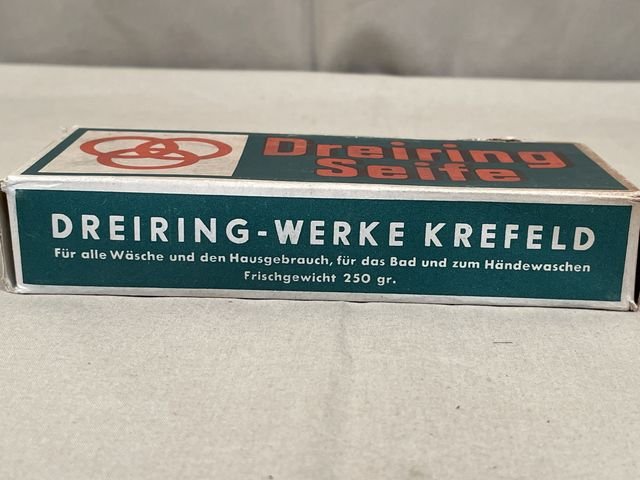 Dreiring
Seife
DREIRING-WERKE KREFELD
Für alle Wäsche und den Hausgebrauch, für das Bad und zum Händewaschen
Frischgewicht 250 gr.